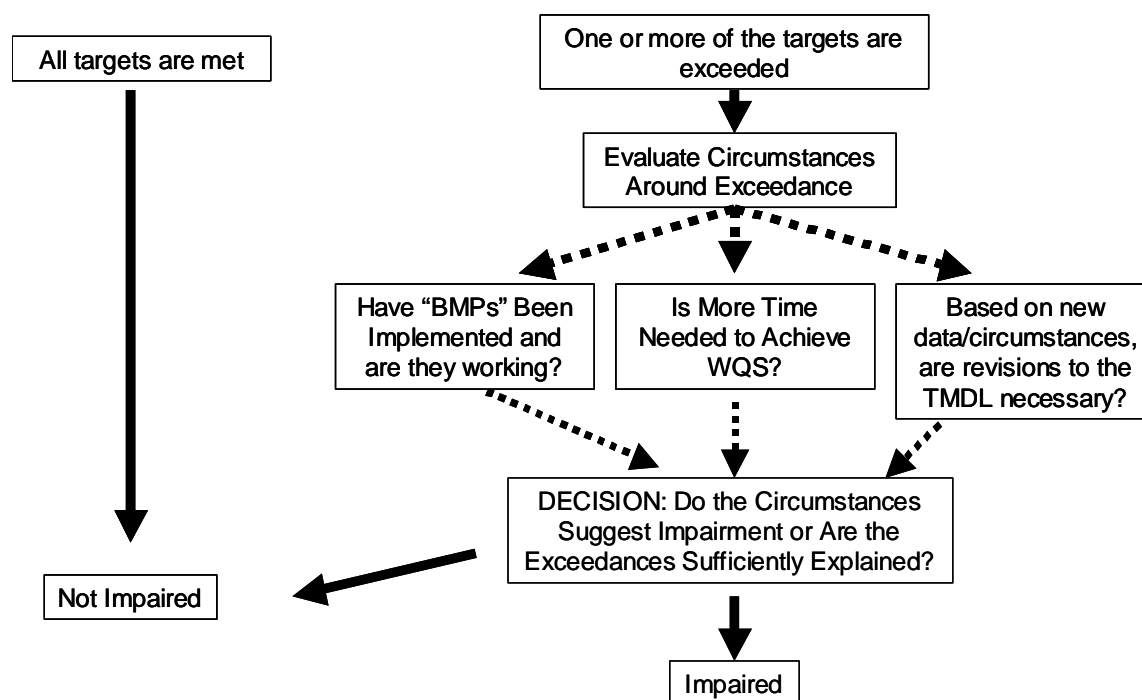 All targets are met
One or more of the targets are
exceeded
Evaluate Circumstances
Around Exceedance
Have “BMPs” Been
Implemented and
are they working?
Is More Time
Needed to Achieve
WQS?
Based on new
data/circumstances,
are revisions to the
TMDL necessary?
DECISION: Do the Circumstances
Suggest Impairment or Are the
Exceedances Sufficiently Explained?
Not Impaired
Impaired